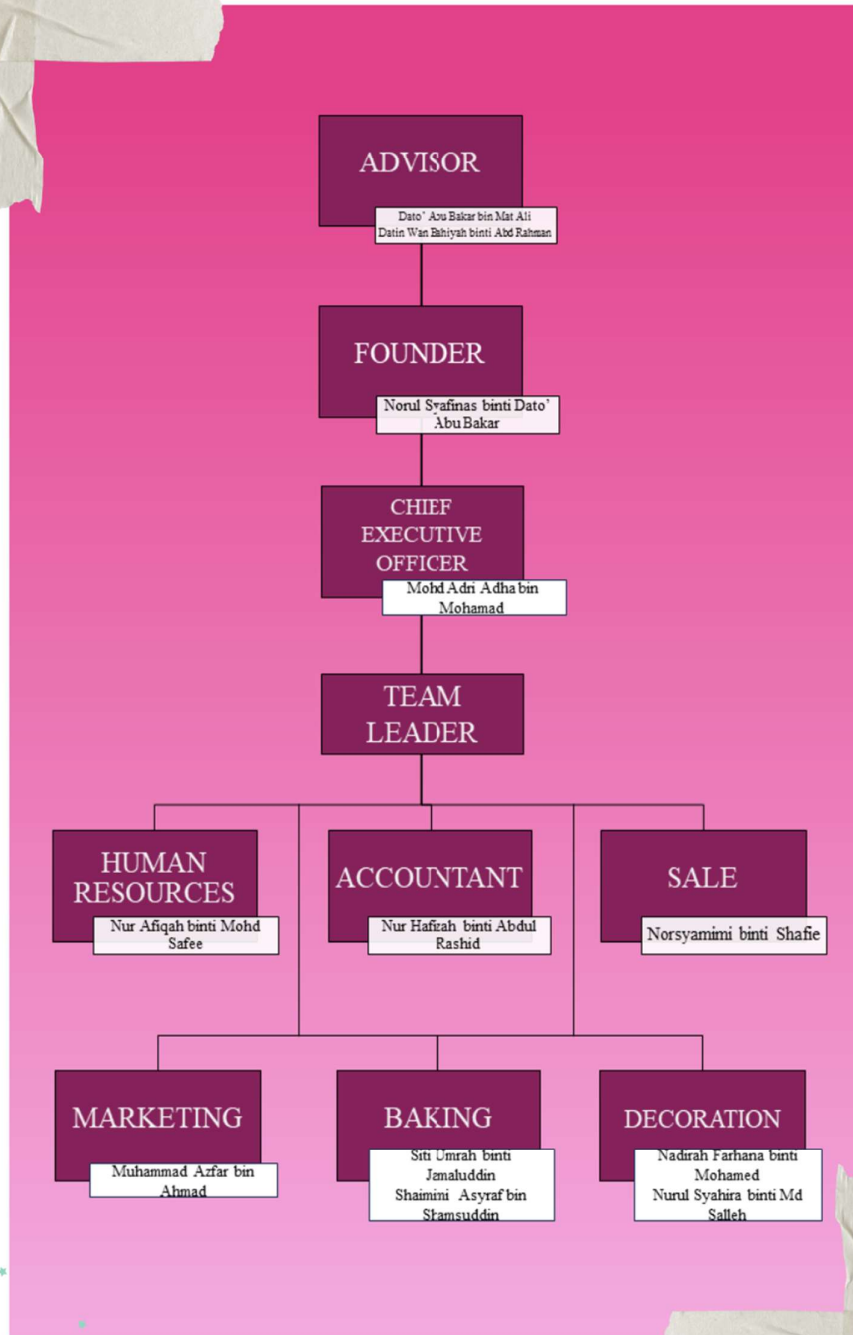 ADVISOR
Dato’ Abu Bakar bin Mat Ali
Datin Wan Bahiyah binti Abd Rahman
FOUNDER
Norul Syafinas binti Dato’
Abu Bakar
CHIEF
EXECUTIVE
OFFICER
Mohd Adri Adha bin
Mohamad
TEAM
LEADER
HUMAN
RESOURCES
Nur Afiqah binti Mohd
Safee
ACCOUNTANT
Nur Hafizah binti Abdul
Rashid
SALE
Norsyamimi binti Shafie
MARKETING
Muhammad Azfar bin
Ahmad
BAKING
Siti Umrah binti
Jamaluddin
Shaimini Asyraf bin
Shamsuddin
DECORATION
Nadirah Farhana binti
Mohamed
Nurul Syahira binti Md
Salleh